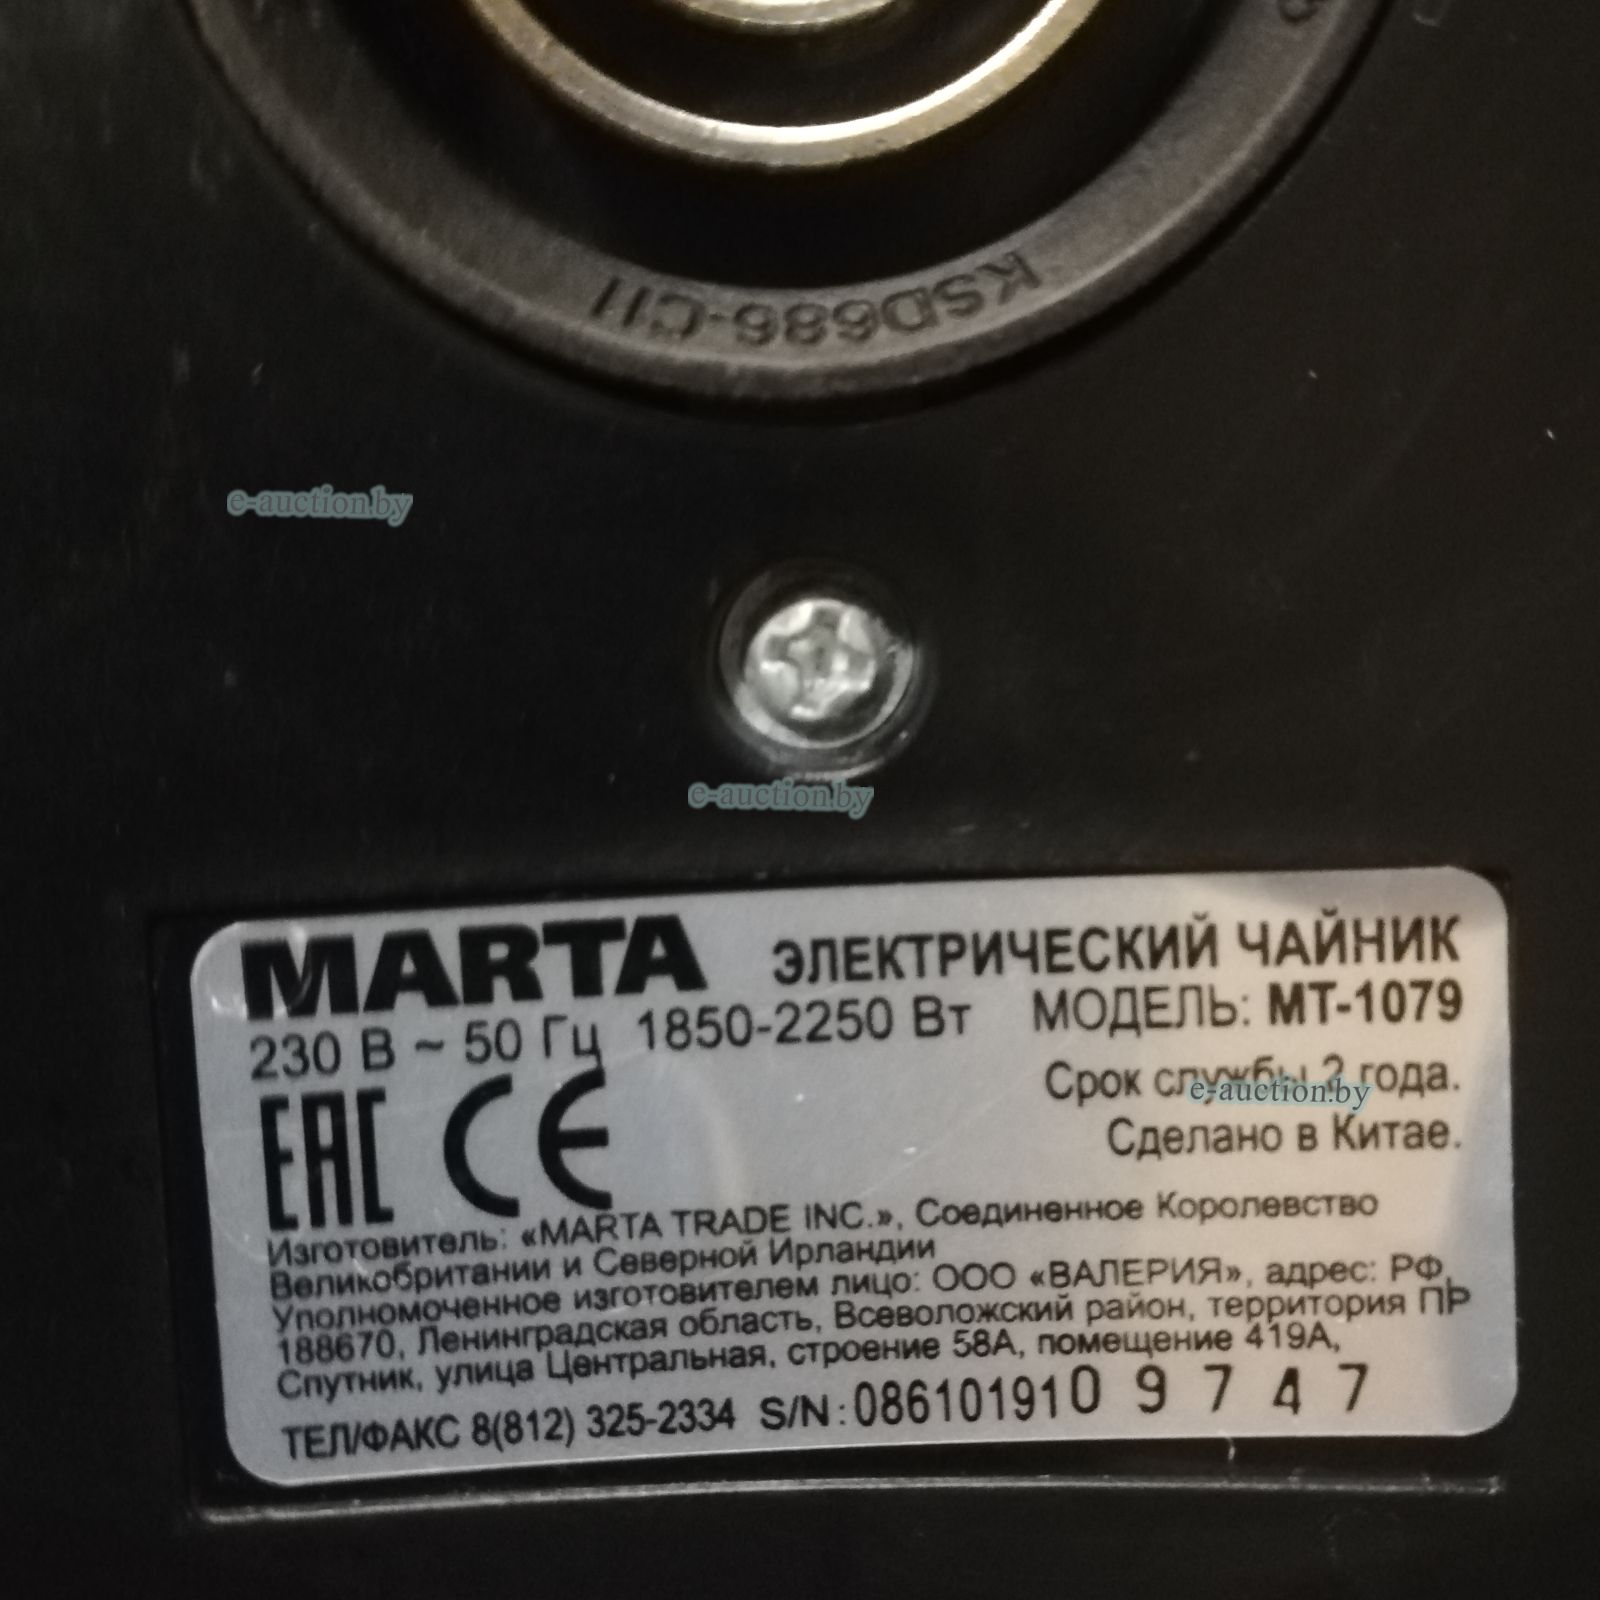 KSD686-C11
e-auction.by
e-auction.by
MARTA ЭЛЕКТРИЧЕСКИЙ ЧАЙНИК
230 В ~ 50 Гц 1850-2250 Вт МОДЕЛЬ: МТ-1079
Срок службы 2 года.
e-auction.by
Сделано в Китае.
EAC CE
Изготовитель: «MARTA TRADE INC.», Соединенное Королевство
Великобритании и Северной Ирландии
Уполномоченное изготовителем лицо: ООО «ВАЛЕРИЯ», адрес: РФ,
188670, Ленинградская область, Всеволожский район, территория ПР
Спутник, улица Центральная, строение 58А, помещение 419А,
ТЕЛ/ФАКС 8(812) 325-2334 S/N: 0861019109747